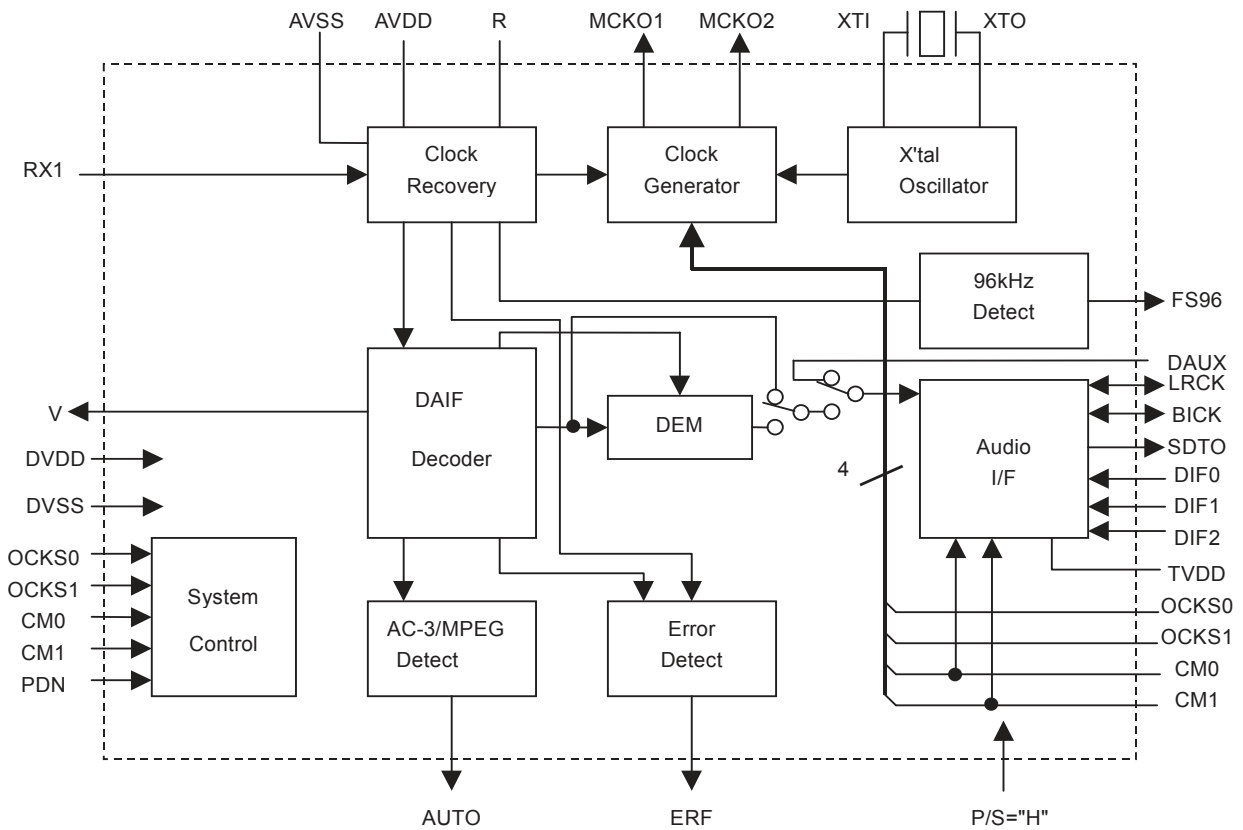 AVSS AVDD R MCKO1 MCKO2 XTI XTO
RX1
Clock
Recovery
Clock
Generator
X'tal
Oscillator
96kHz
Detect
FS96
DAUX
LRCK
BICK
SDTO
DIF0
DIF1
DIF2
TVDD
OCKS0
OCKS1
CM0
CM1
V
DVDD
DVSS
DAIF
Decoder
DEM
4
Audio
I/F
OCKS0
OCKS1
CM0
CM1
PDN
System
Control
AC-3/MPEG
Detect
Error
Detect
AUTO ERF P/S="H"